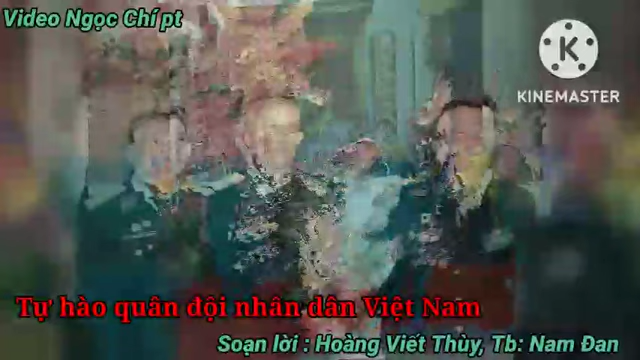 Video Ngọc Chí pt
KINEMASTER
Tự hào quân đội nhân dân Việt Nam
Soạn lời : Hoàng Viết Thùy, Tb: Nam Đan